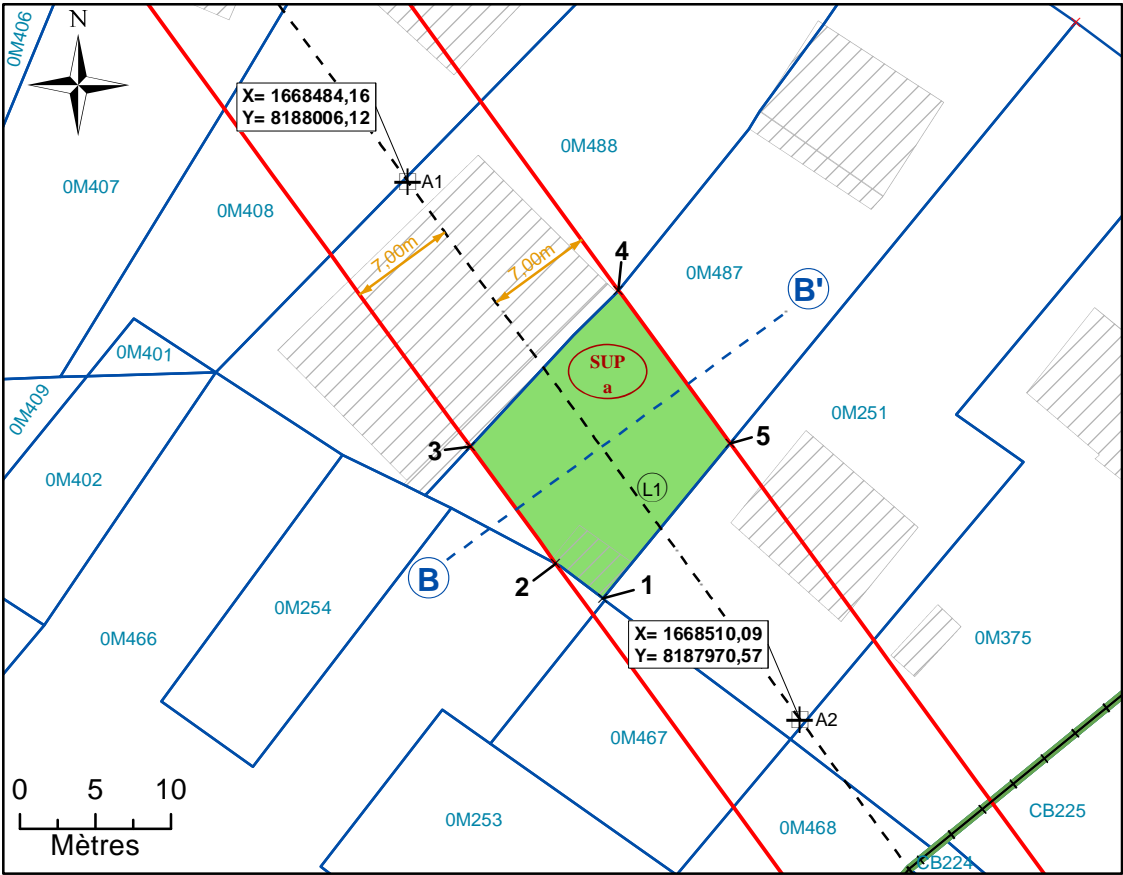 0M406
N
X= 1668484,16
Y= 8188006,12
0M488
A1
0M407
0M408
7,00m
7,00m
4
0M487
B'
0M401
SUP
a
0M409
0M251
3
5
0M402
L1
B
2
1
0M254
0M466
X= 1668510,09
Y= 8187970,57
0M375
A2
0M467
0 5 10
Mètres
0M253
0M468
CB225
CB224